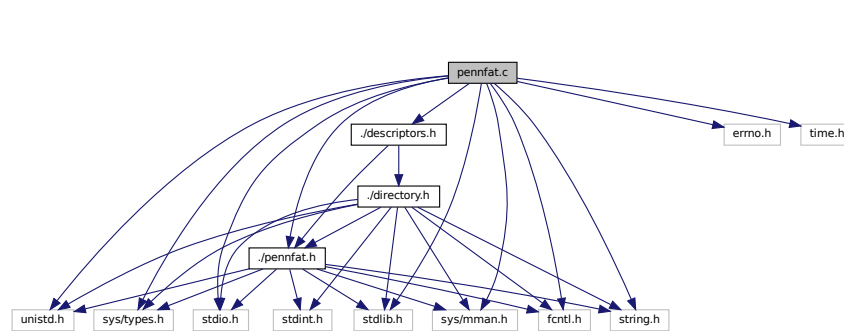 pennfat.c
./descriptors.h
errno.h
time.h
./directory.h
./pennfat.h
unistd.h
sys/types.h
stdio.h
stdint.h
stdlib.h
sys/mman.h
fcntl.h
string.h